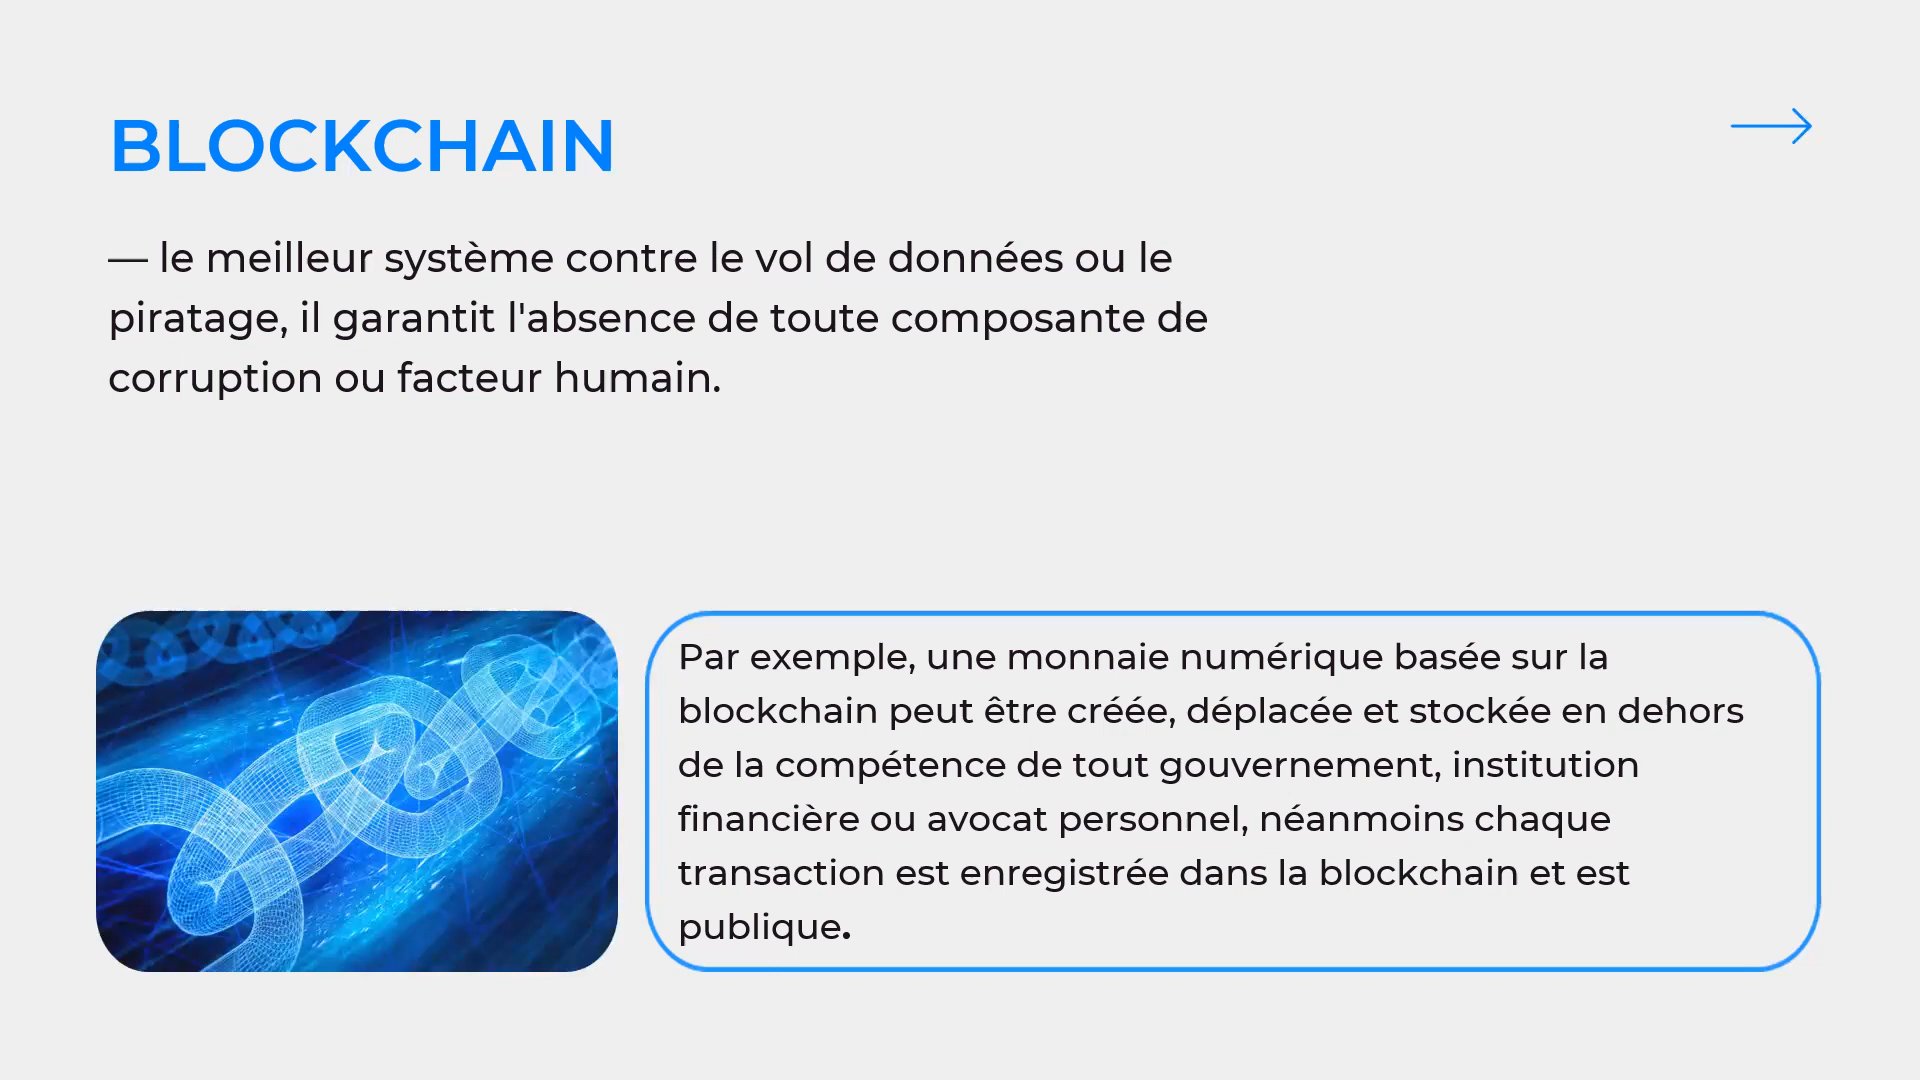 BLOCKCHAIN
— le meilleur système contre le vol de données ou le
piratage, il garantit l'absence de toute composante de
corruption ou facteur humain.
Par exemple, une monnaie numérique basée sur la
blockchain peut être créée, déplacée et stockée en dehors
de la compétence de tout gouvernement, institution
financière ou avocat personnel, néanmoins chaque
transaction est enregistrée dans la blockchain et est
publique.